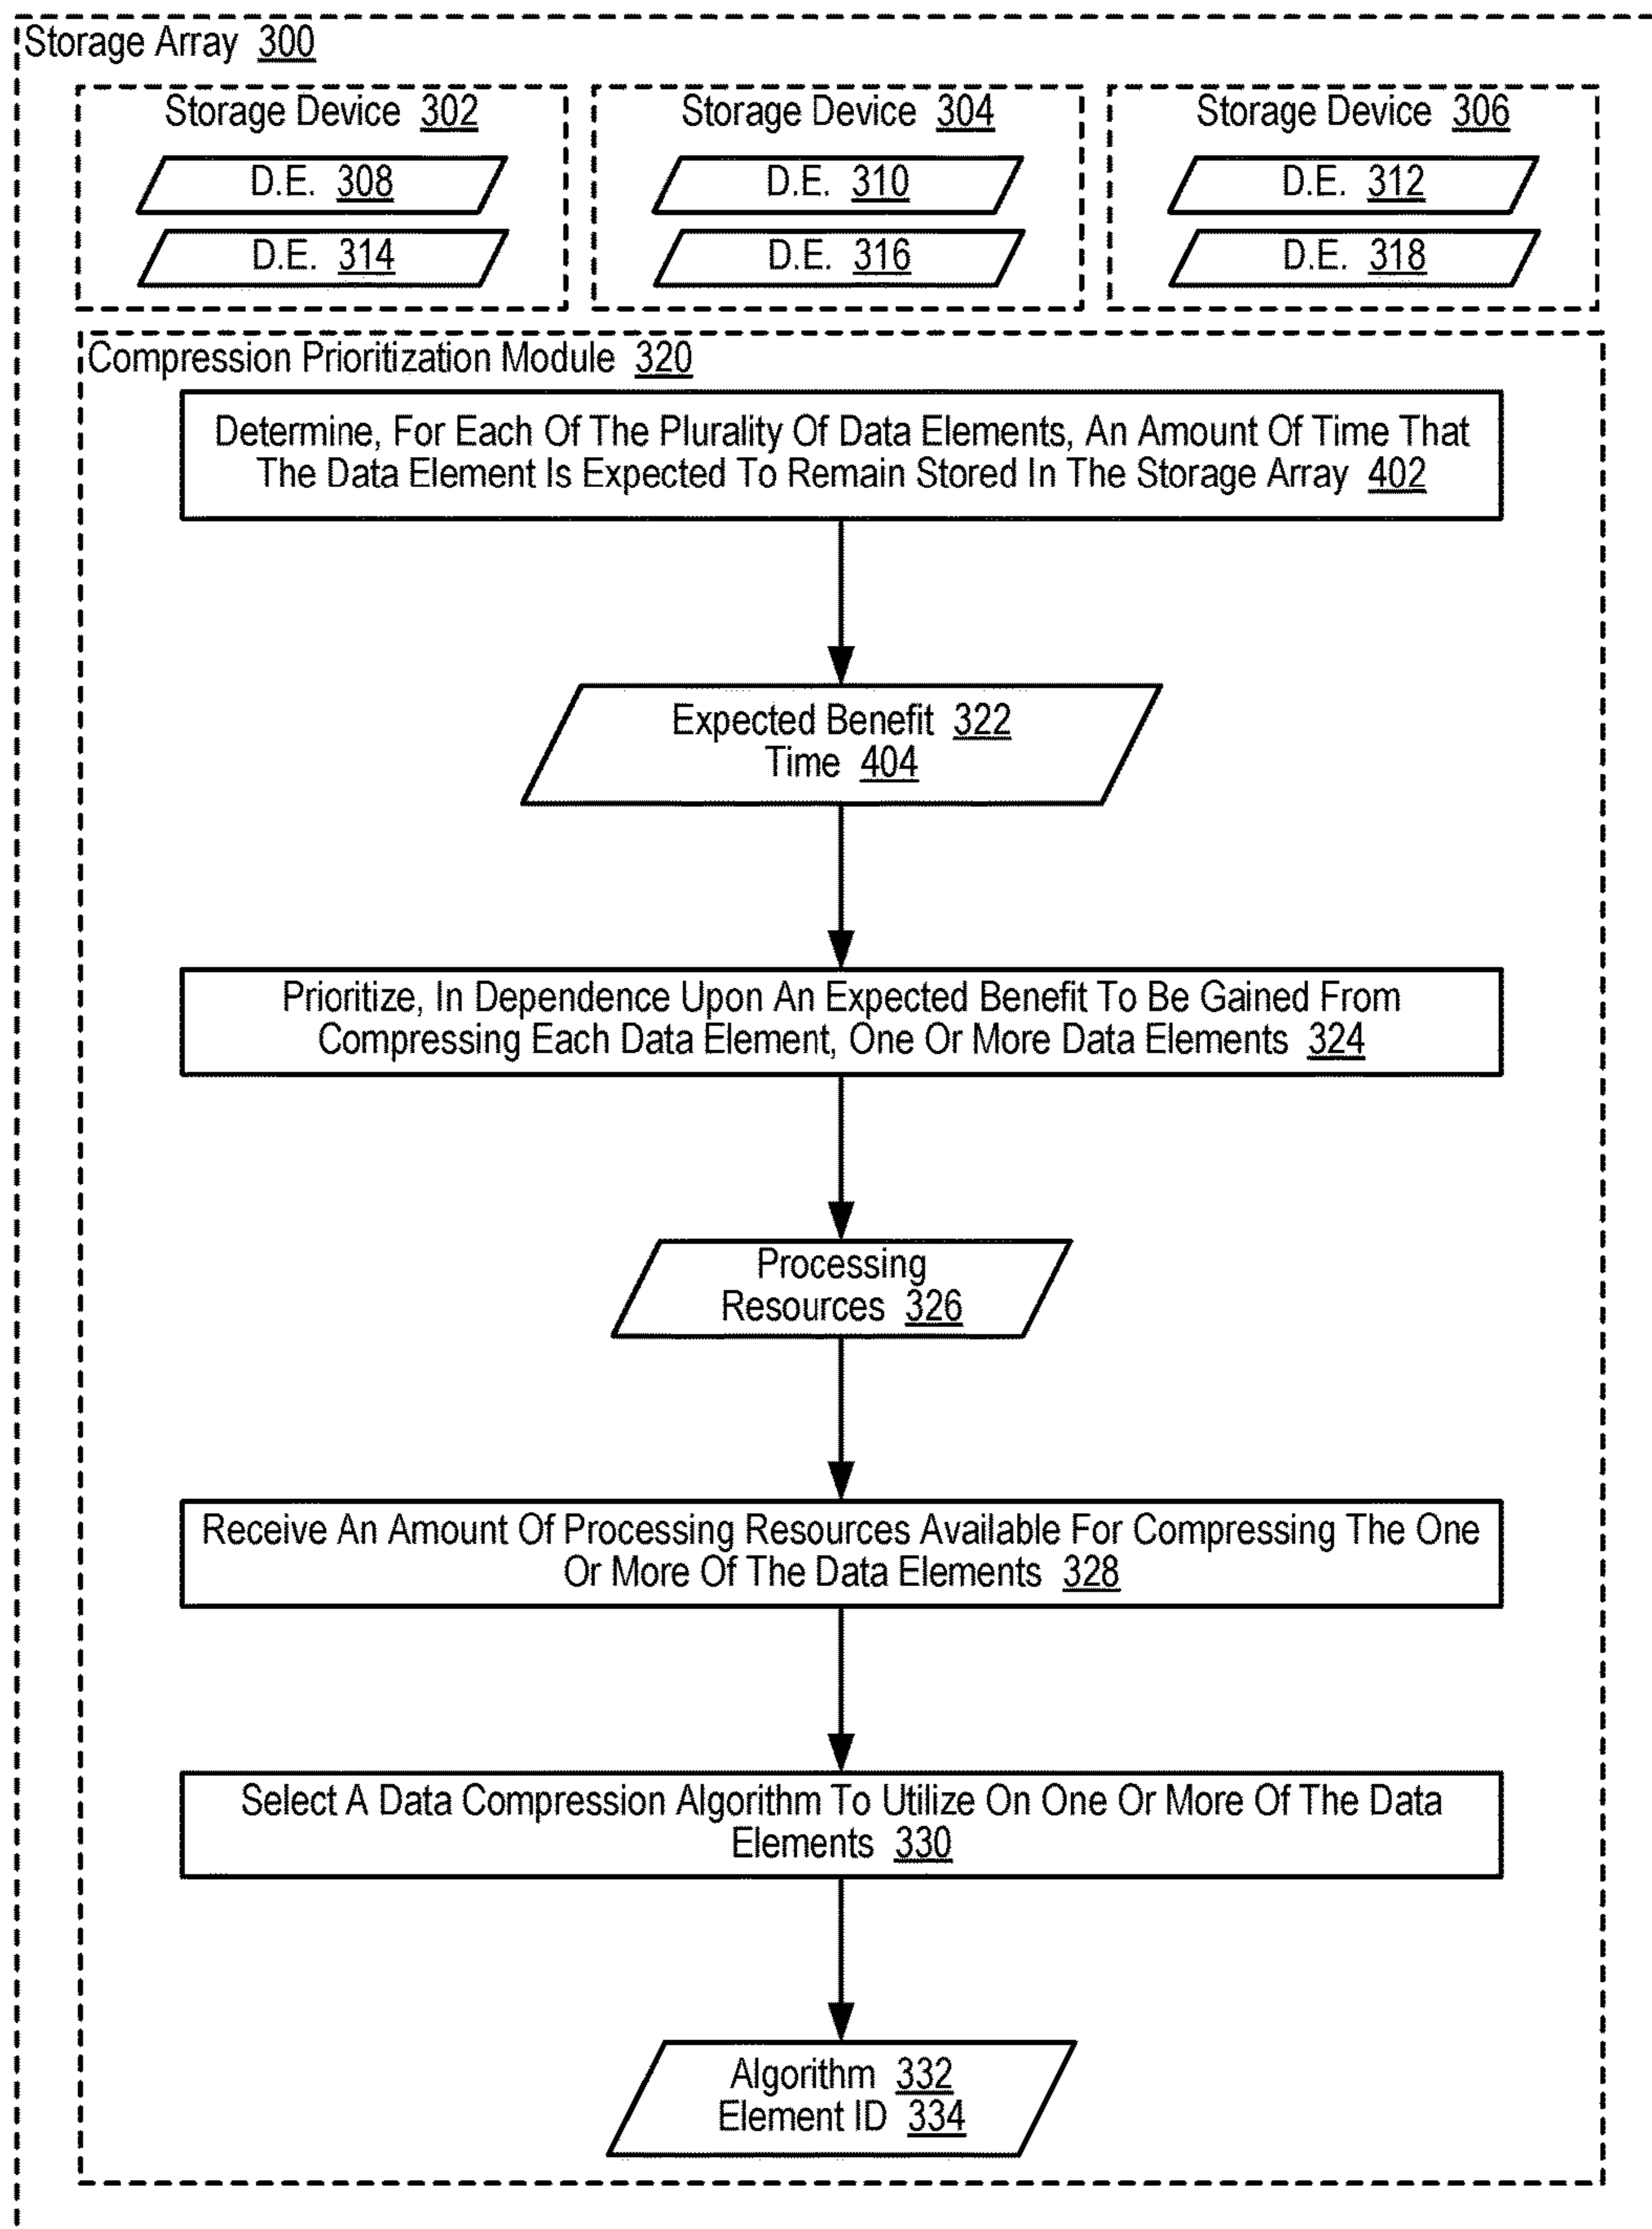 Storage Array 300
Storage Device 302
Storage Device 304
Storage Device 306
D.E. 308
D.E. 310
D.E. 312
D.E. 314
D.E. 316
D.E. 318
Compression Prioritization Module 320
Determine, For Each Of The Plurality Of Data Elements, An Amount Of Time That
The Data Element Is Expected To Remain Stored In The Storage Array 402
Expected Benefit 322
Time 404
Prioritize, In Dependence Upon An Expected Benefit To Be Gained From
Compressing Each Data Element, One Or More Data Elements 324
Processing
Resources 326
Receive An Amount Of Processing Resources Available For Compressing The One
Or More Of The Data Elements 328
Select A Data Compression Algorithm To Utilize On One Or More Of The Data
Elements 330
Algorithm 332
Element ID 334